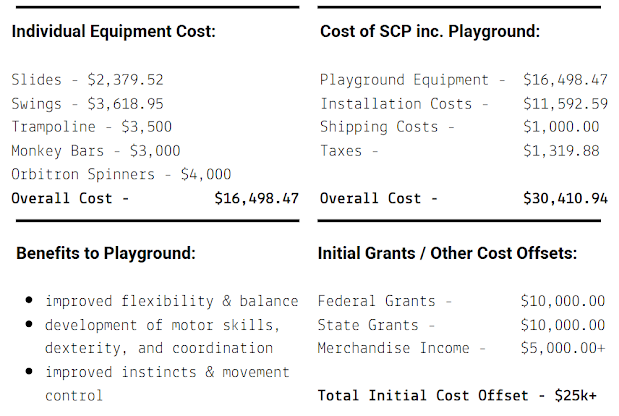 Individual Equipment Cost:
Slides - $2,379.52
Swings - $3,618.95
Trampoline - $3,500
Monkey Bars - $3,000
Orbitron Spinners - $4,000
Overall Cost - $16,498.47
Cost of SCP inc. Playground:
Playground Equipment - $16,498.47
Installation Costs - $11,592.59
Shipping Costs - $1,000.00
Taxes - $1,319.88
Overall Cost - $30,410.94
Benefits to Playground:
• improved flexibility & balance
• development of motor skills,
dexterity, and coordination
• improved instincts & movement
control
Initial Grants / Other Cost Offsets:
Federal Grants - $10,000.00
State Grants - $10,000.00
Merchandise Income - $5,000.00+
Total Initial Cost Offset - $25k+